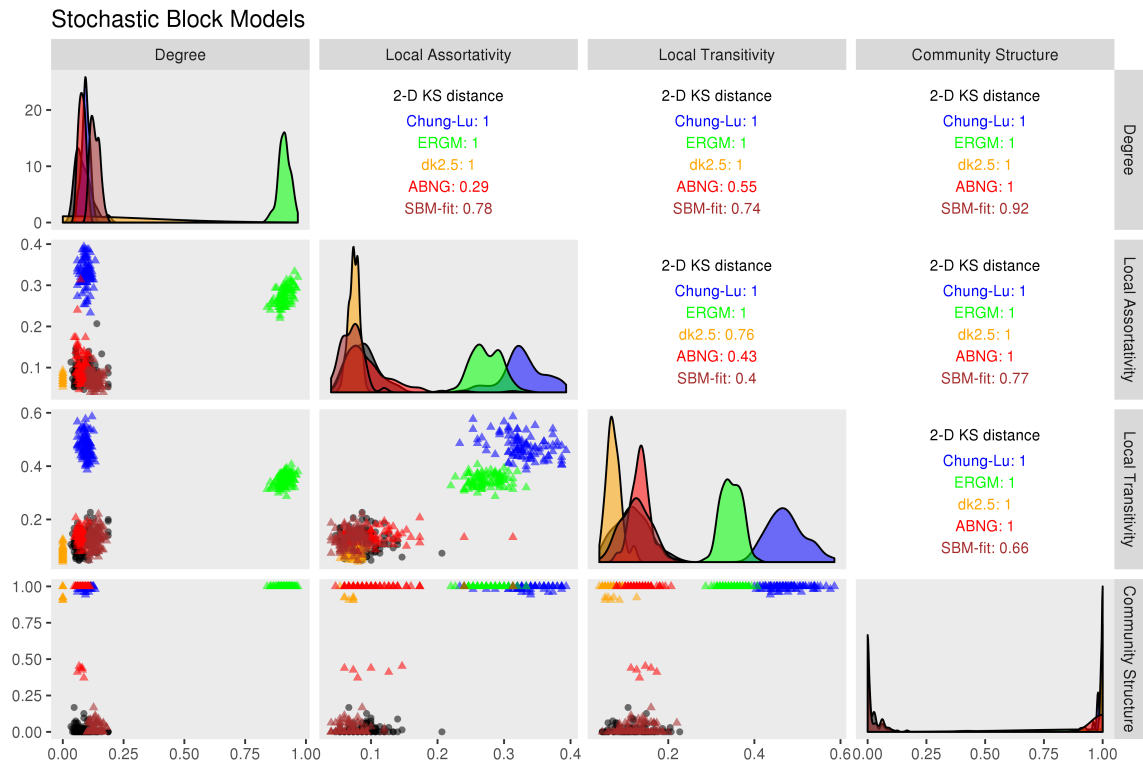 Stochastic Block Models
Degree
Local Assortativity
Local Transitivity
Community Structure
20
10
0
2-D KS distance
Chung-Lu: 1
ERGM: 1
dk2.5: 1
ABNG: 0.29
SBM-fit: 0.78
2-D KS distance
Chung-Lu: 1
ERGM: 1
dk2.5: 1
ABNG: 0.55
SBM-fit: 0.74
2-D KS distance
Chung-Lu: 1
ERGM: 1
dk2.5: 1
ABNG: 1
SBM-fit: 0.92
Degree
0.4
0.3
0.2
0.1
2-D KS distance
Chung-Lu: 1
ERGM: 1
dk2.5: 0.76
ABNG: 0.43
SBM-fit: 0.4
2-D KS distance
Chung-Lu: 1
ERGM: 1
dk2.5: 1
ABNG: 1
SBM-fit: 0.77
Local Assortativity
0.6
0.4
0.2
2-D KS distance
Chung-Lu: 1
ERGM: 1
dk2.5: 1
ABNG: 1
SBM-fit: 0.66
Local Transitivity
1.00
0.75
0.50
0.25
0.00
Community Structure
0.00 0.25 0.50 0.75 1.00
0.1 0.2 0.3 0.4
0.2 0.4 0.6
0.00 0.25 0.50 0.75 1.00